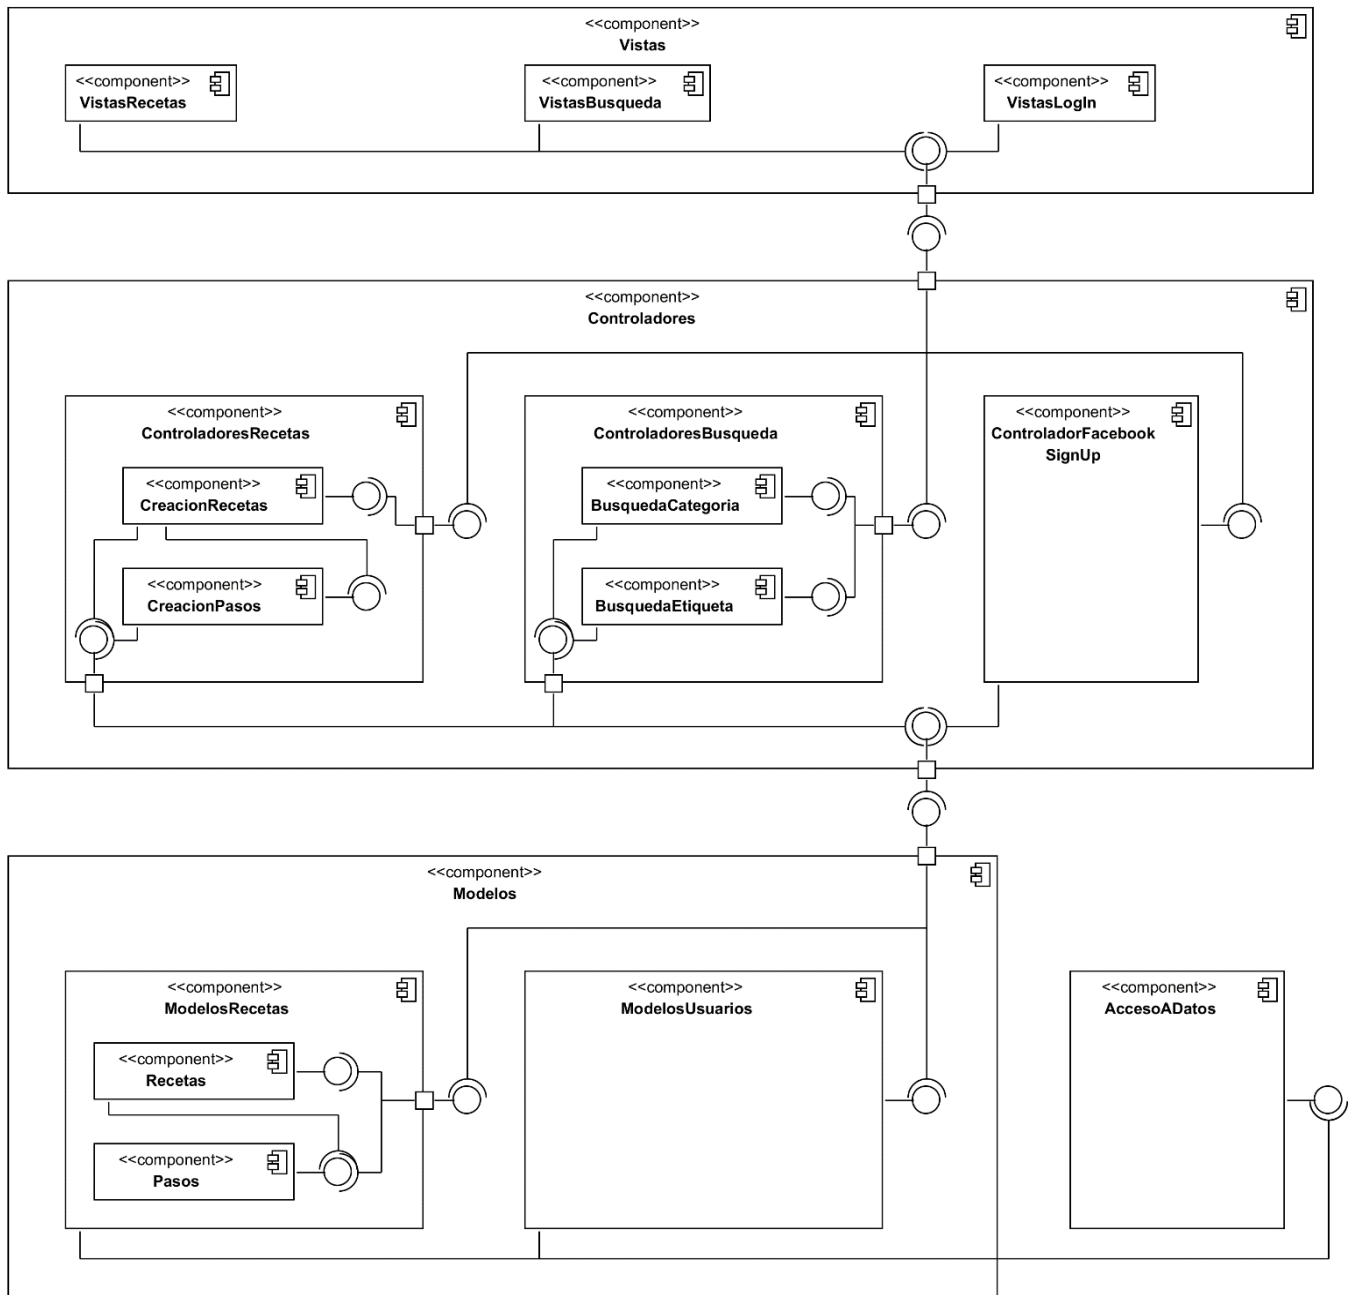 <<component>>
Vistas
<<component>>
VistasRecetas
<<component>>
VistasBusqueda
<<component>>
VistasLogIn
<<component>>
Controladores
<<component>>
ControladoresRecetas
<<component>>
CreacionRecetas
<<component>>
CreacionPasos
<<component>>
ControladoresBusqueda
<<component>>
BusquedaCategoria
<<component>>
BusquedaEtiqueta
<<component>>
ControladorFacebook
SignUp
<<component>>
Modelos
<<component>>
ModelosRecetas
<<component>>
Recetas
<<component>>
Pasos
<<component>>
ModelosUsuarios
<<component>>
AccesoADatos